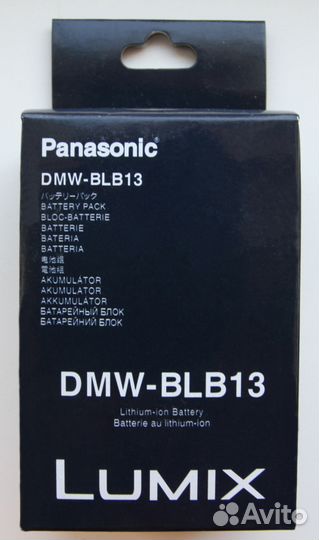 Panasonic
DMW-BLB13
バッテリーパック
BATTERY PACK
BLOC-BATTERIE
BATTERIE
BATERIA
BATTERIA
电池组
電池組
AKUMULÁTOR
AKUMULATOR
AKKUMULÁTOR
БАТАРЕЙНЫЙ БЛОК
БАТАРЕЙНИЙ БЛОК
DMW-BLB13
Lithium-ion Battery
Batterie au lithium-ion
LUMIX
Avito